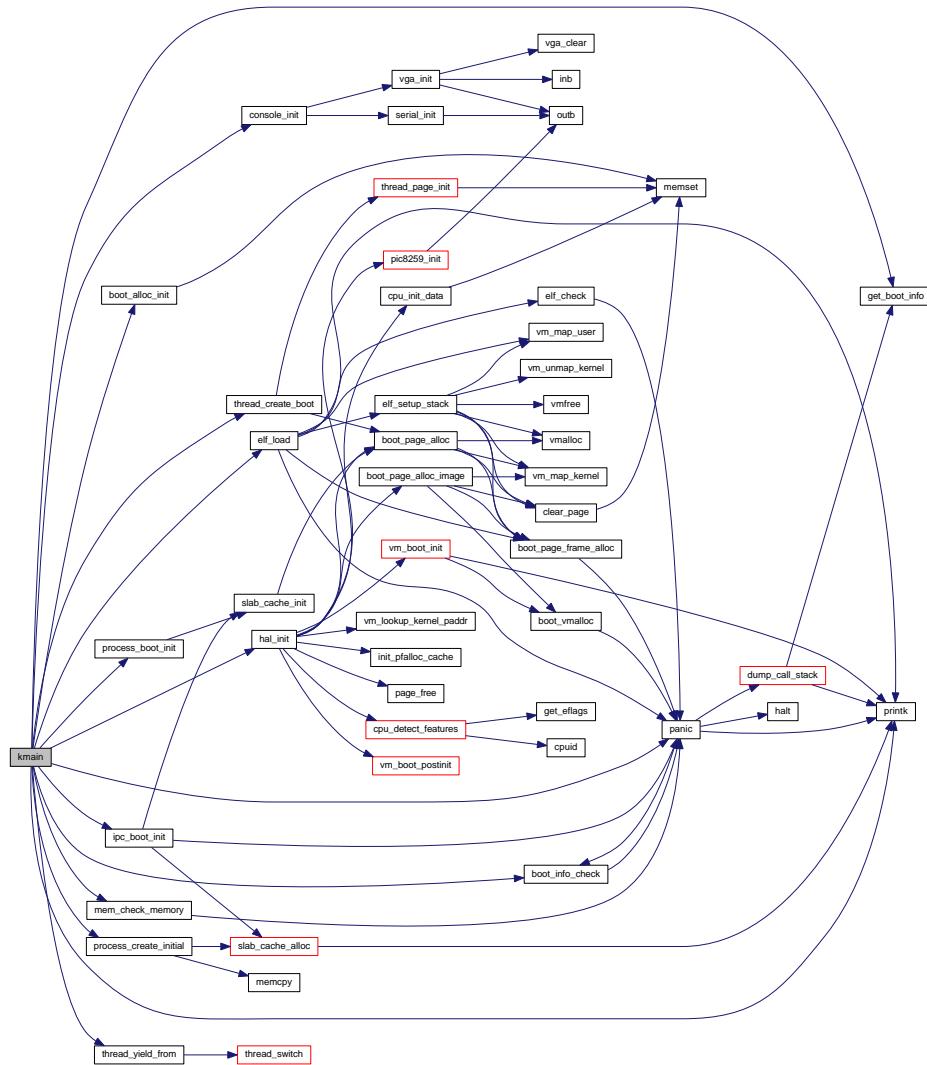 vga_clear
vga_init
inb
console_init
serial_init
outb
thread_page_init
memset
pic8259_init
boot_alloc_init
cpu_init_data
elf_check
get_boot_info
vm_map_user
vm_unmap_kernel
thread_create_boot
elf_setup_stack
vmfree
elf_load
boot_page_alloc
vmalloc
boot_page_alloc_image
vm_map_kernel
clear_page
vm_boot_init
boot_page_frame_alloc
slab_cache_init
vm_lookup_kernel_paddr
boot_vmalloc
process_boot_init
hal_init
init_pfalloc_cache
dump_call_stack
page_free
get_eflags
halt
printk
cpu_detect_features
panic
kmain
cpuid
vm_boot_postinit
ipc_boot_init
boot_info_check
mem_check_memory
process_create_initial
slab_cache_alloc
memcpy
thread_yield_from
thread_switch